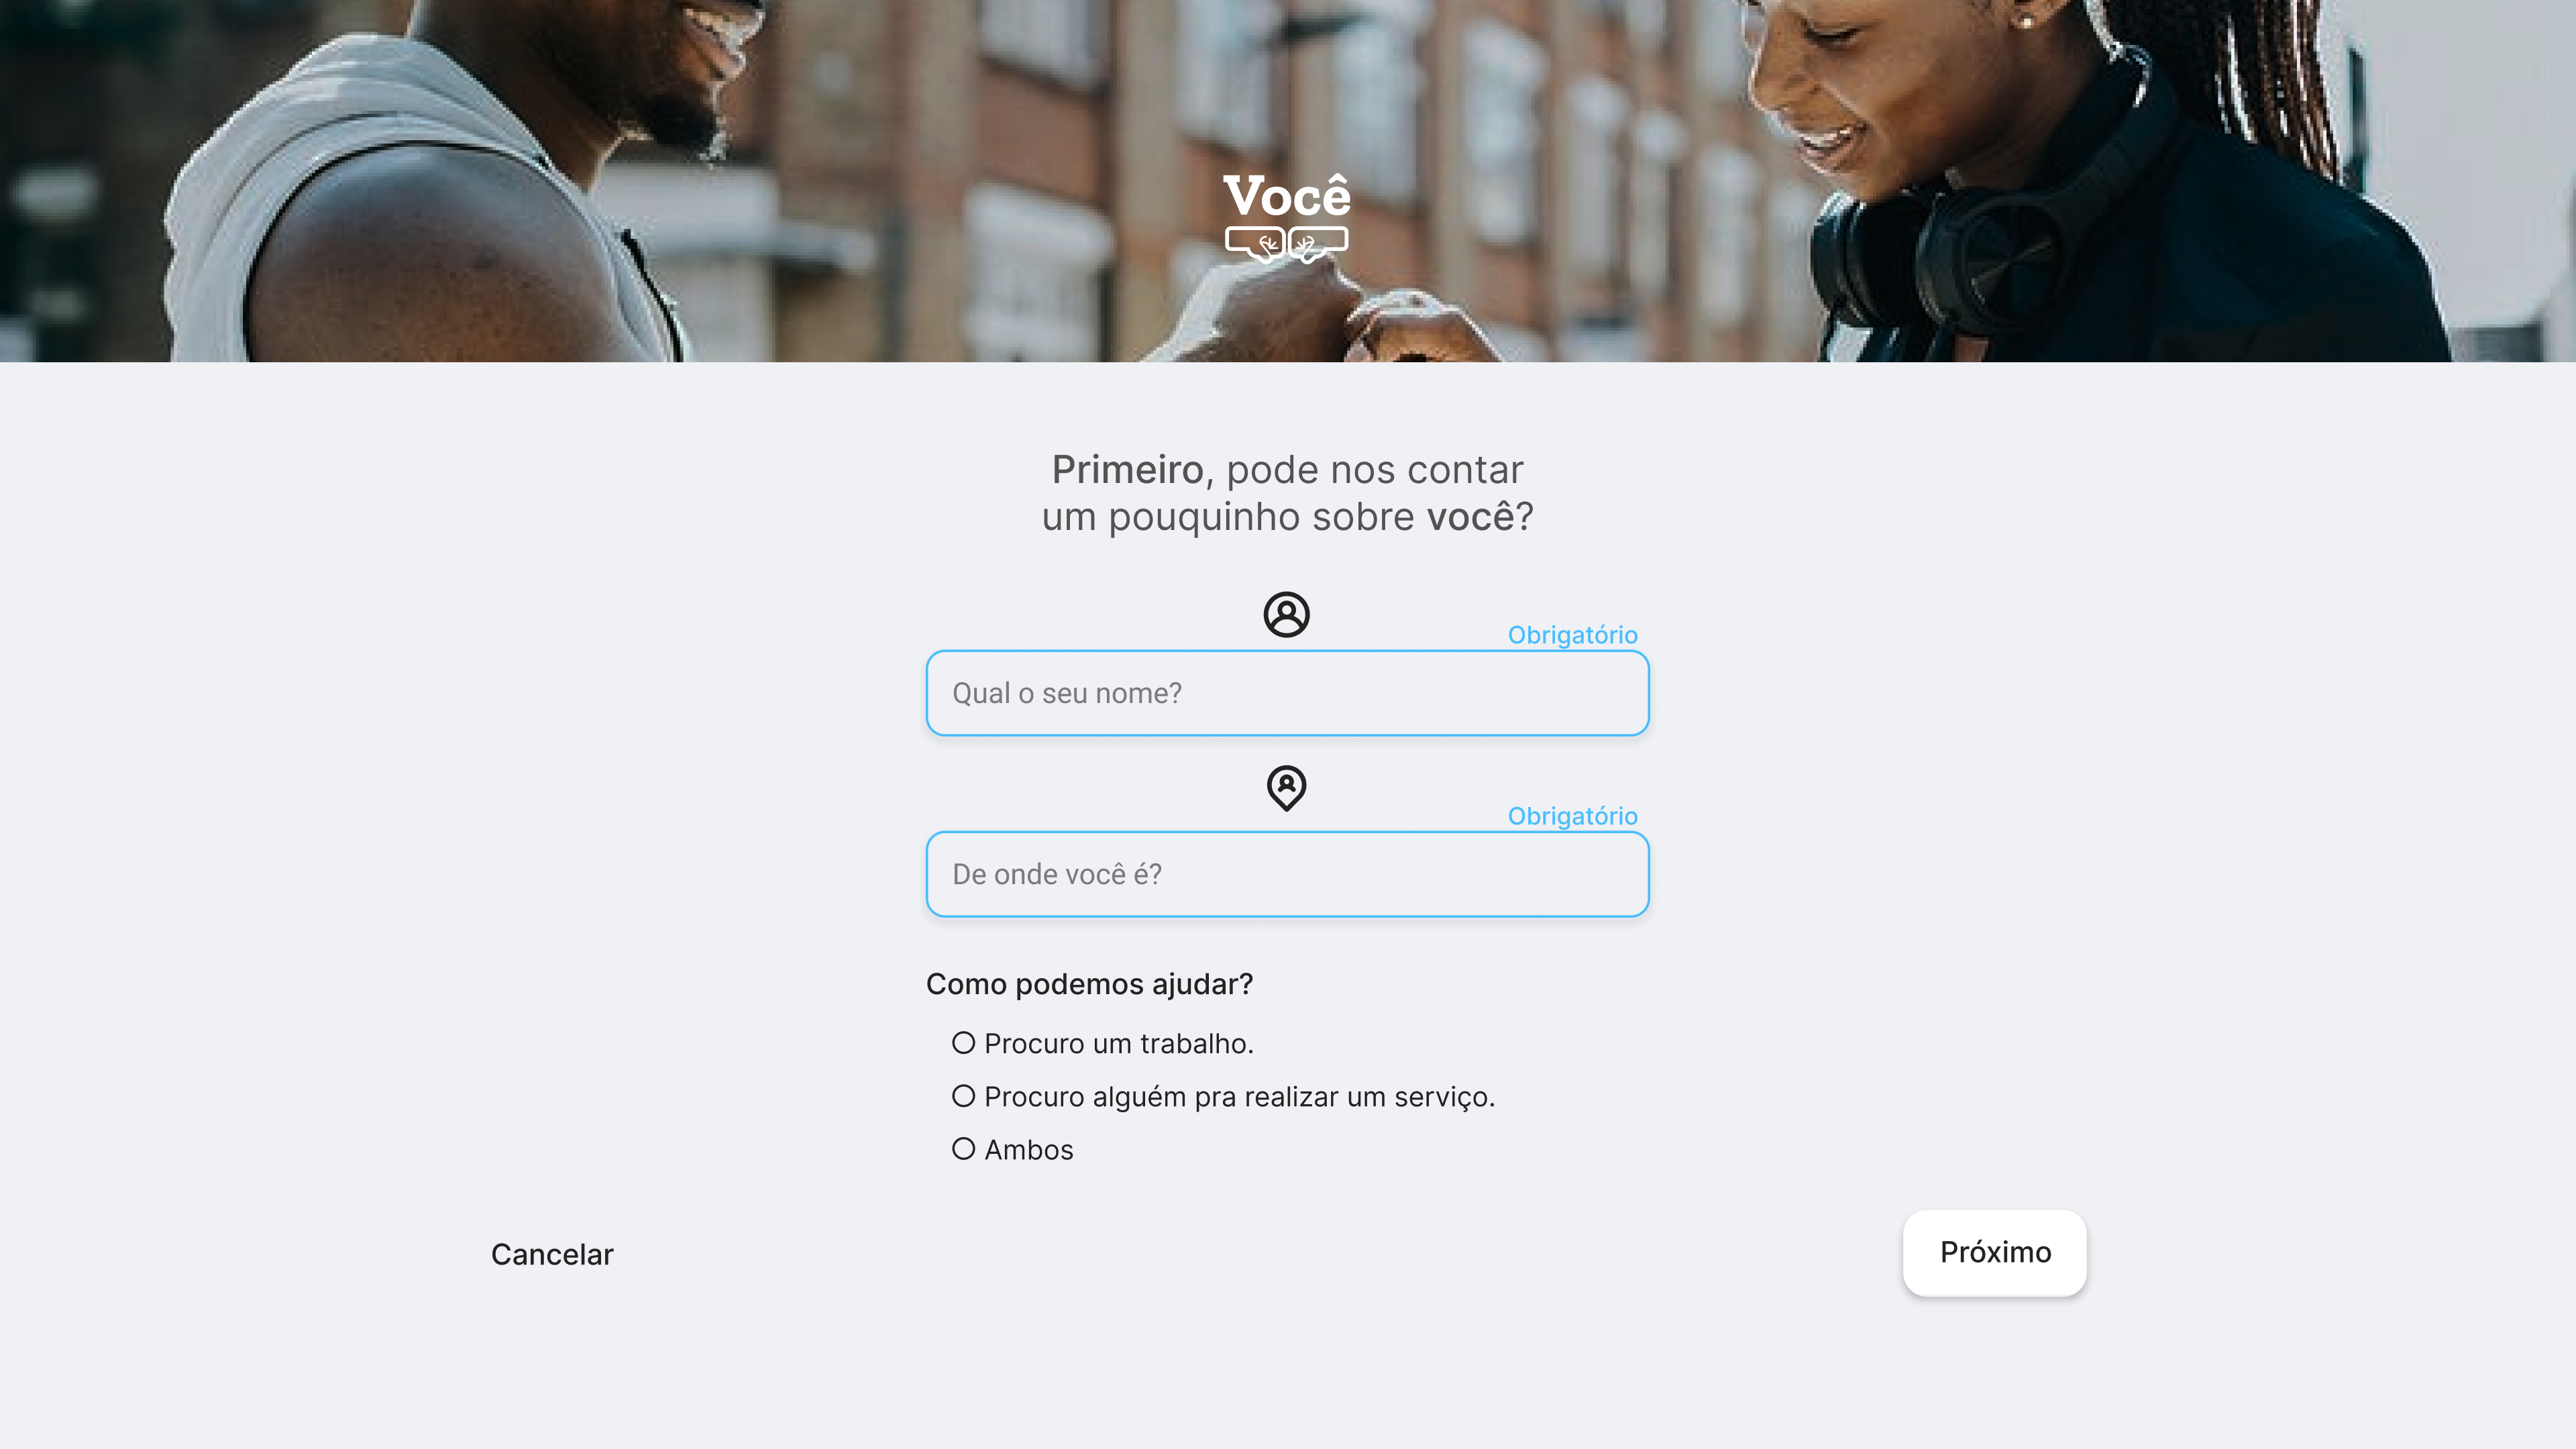 Você
Primeiro, pode nos contar
um pouquinho sobre você?
Obrigatório
Qual o seu nome?
Obrigatório
De onde você é?
Como podemos ajudar?
Procuro um trabalho.
Procuro alguém pra realizar um serviço.
Ambos
Cancelar
Próximo